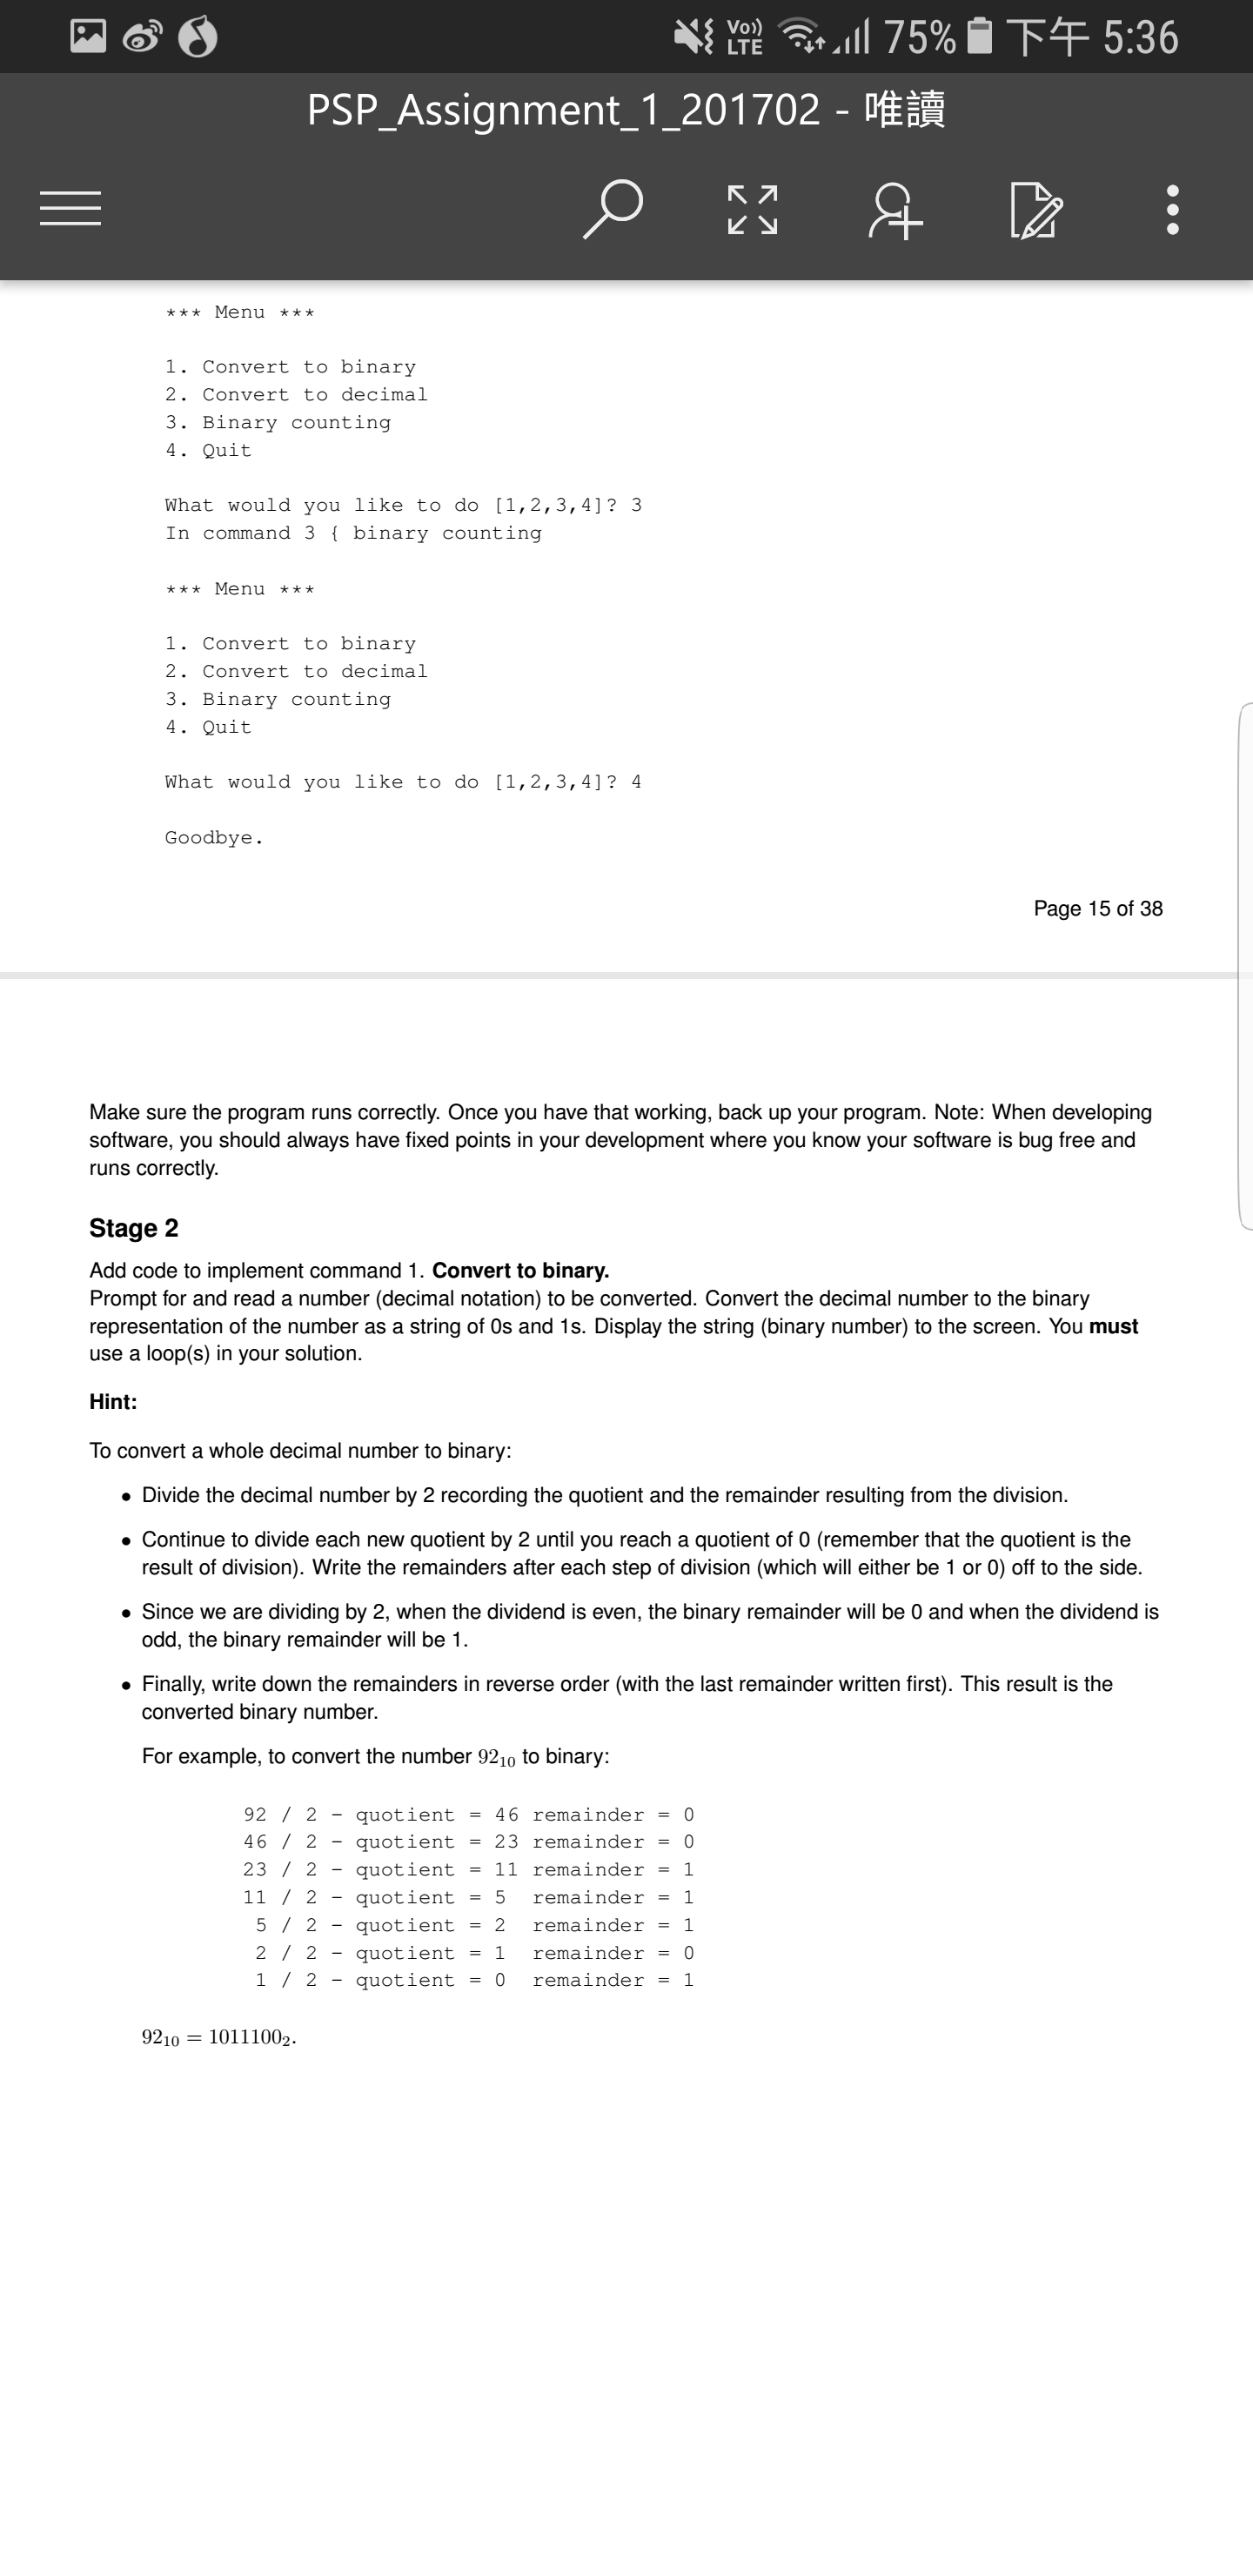 Vo)) LTE 75% 下午 5:36
PSP_Assignment_1_201702 - 唯讀
*** Menu ***
1. Convert to binary
2. Convert to decimal
3. Binary counting
4. Quit
What would you like to do [1,2,3,4]? 3
In command 3 { binary counting
*** Menu ***
1. Convert to binary
2. Convert to decimal
3. Binary counting
4. Quit
What would you like to do [1,2,3,4]? 4
Goodbye.
Page 15 of 38
Make sure the program runs correctly. Once you have that working, back up your program. Note: When developing
software, you should always have fixed points in your development where you know your software is bug free and
runs correctly.
Stage 2
Add code to implement command 1. Convert to binary.
Prompt for and read a number (decimal notation) to be converted. Convert the decimal number to the binary
representation of the number as a string of 0s and 1s. Display the string (binary number) to the screen. You must
use a loop(s) in your solution.
Hint:
To convert a whole decimal number to binary:
• Divide the decimal number by 2 recording the quotient and the remainder resulting from the division.
• Continue to divide each new quotient by 2 until you reach a quotient of 0 (remember that the quotient is the
result of division). Write the remainders after each step of division (which will either be 1 or 0) off to the side.
• Since we are dividing by 2, when the dividend is even, the binary remainder will be 0 and when the dividend is
odd, the binary remainder will be 1.
• Finally, write down the remainders in reverse order (with the last remainder written first). This result is the
converted binary number.
For example, to convert the number 92₁₀ to binary:
92 / 2 - quotient = 46 remainder = 0
46 / 2 - quotient = 23 remainder = 0
23 / 2 - quotient = 11 remainder = 1
11 / 2 - quotient = 5 remainder = 1
5 / 2 - quotient = 2 remainder = 1
2 / 2 - quotient = 1 remainder = 0
1 / 2 - quotient = 0 remainder = 1
92₁₀ = 1011100₂.